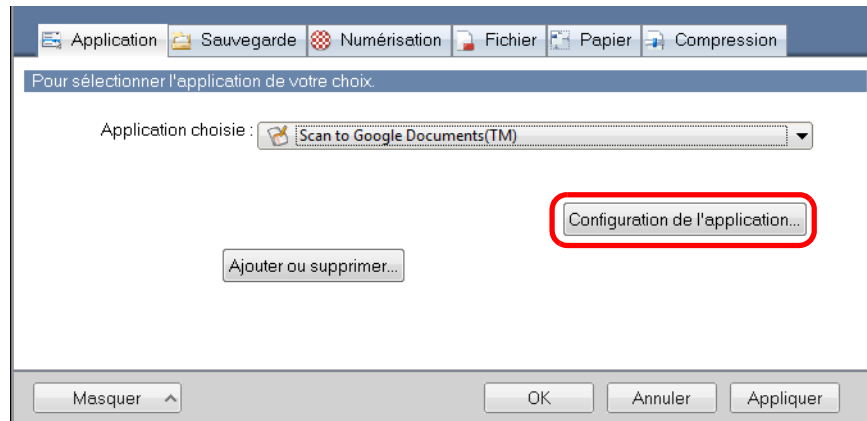 Application Sauvegarde Numérisation Fichier Papier Compression
Pour sélectionner l'application de votre choix.
Application choisie : Scan to Google Documents(TM)
Configuration de l'application...
Ajouter ou supprimer...
Masquer OK Annuler Appliquer